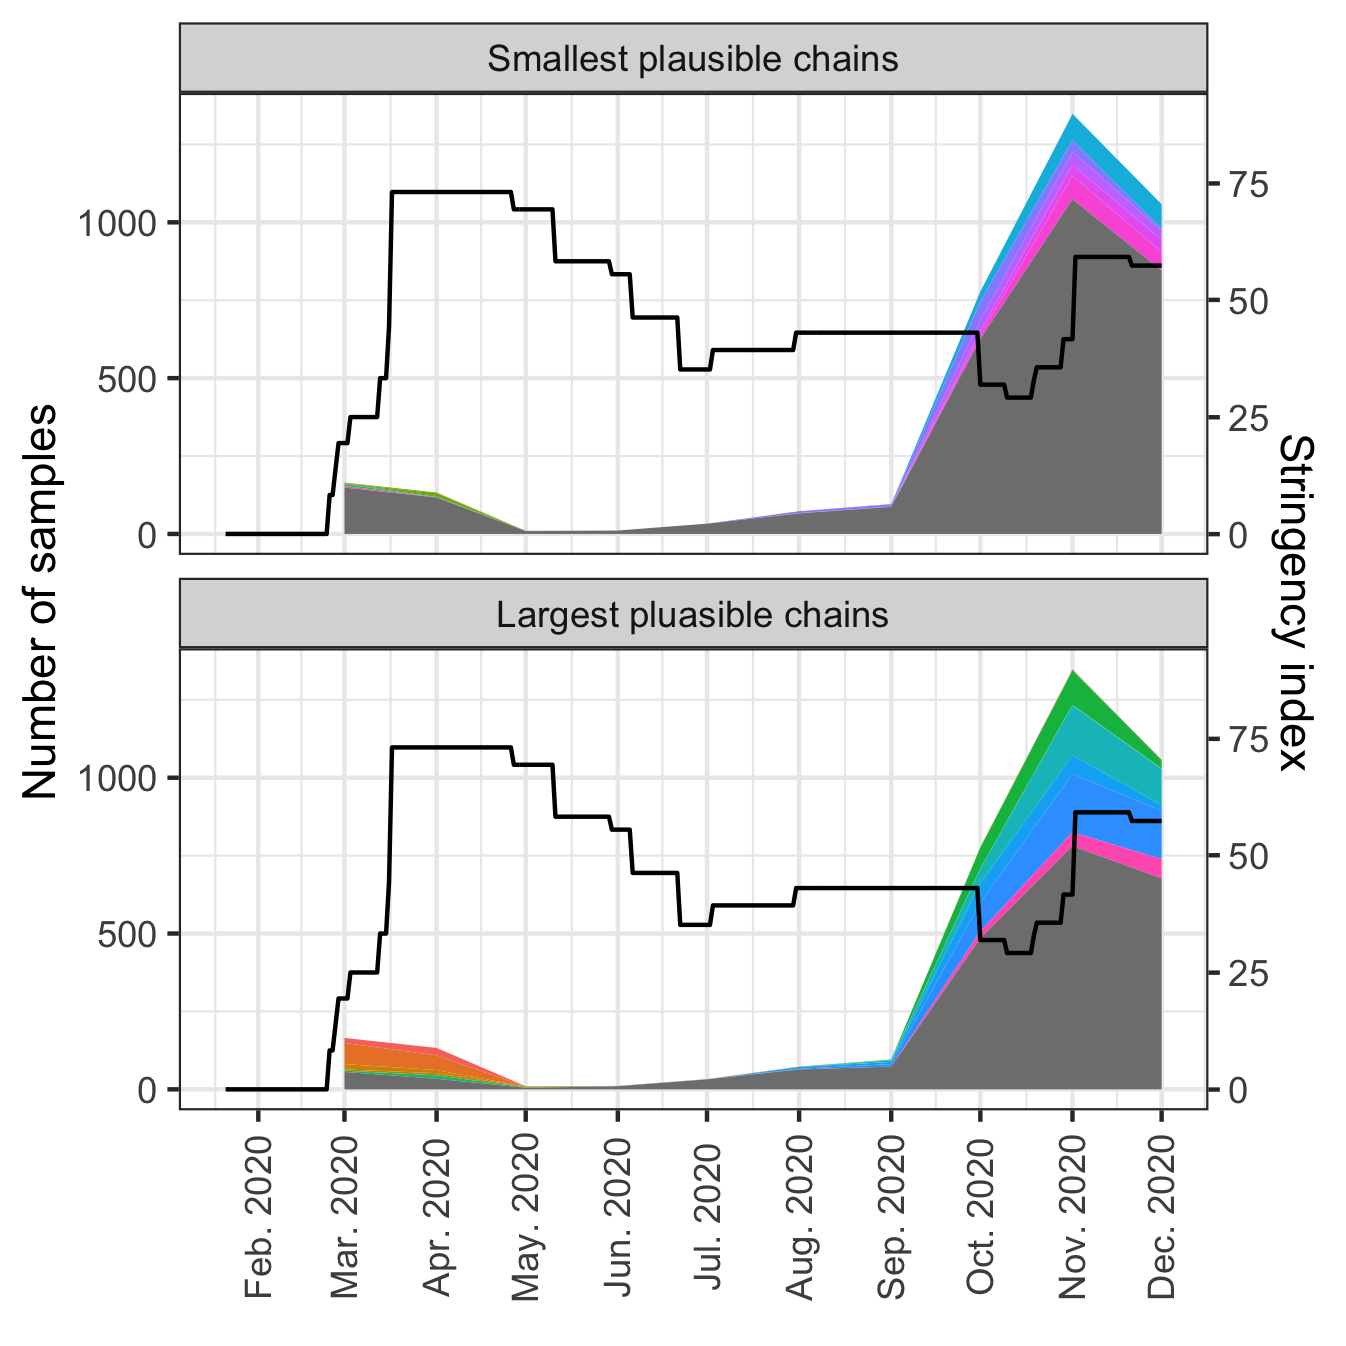 Smallest plausible chains
1000
500
0
75
50
25
0
Number of samples
Stringency index
Largest pluasible chains
1000
500
0
75
50
25
0
Feb. 2020
Mar. 2020
Apr. 2020
May. 2020
Jun. 2020
Jul. 2020
Aug. 2020
Sep. 2020
Oct. 2020
Nov. 2020
Dec. 2020